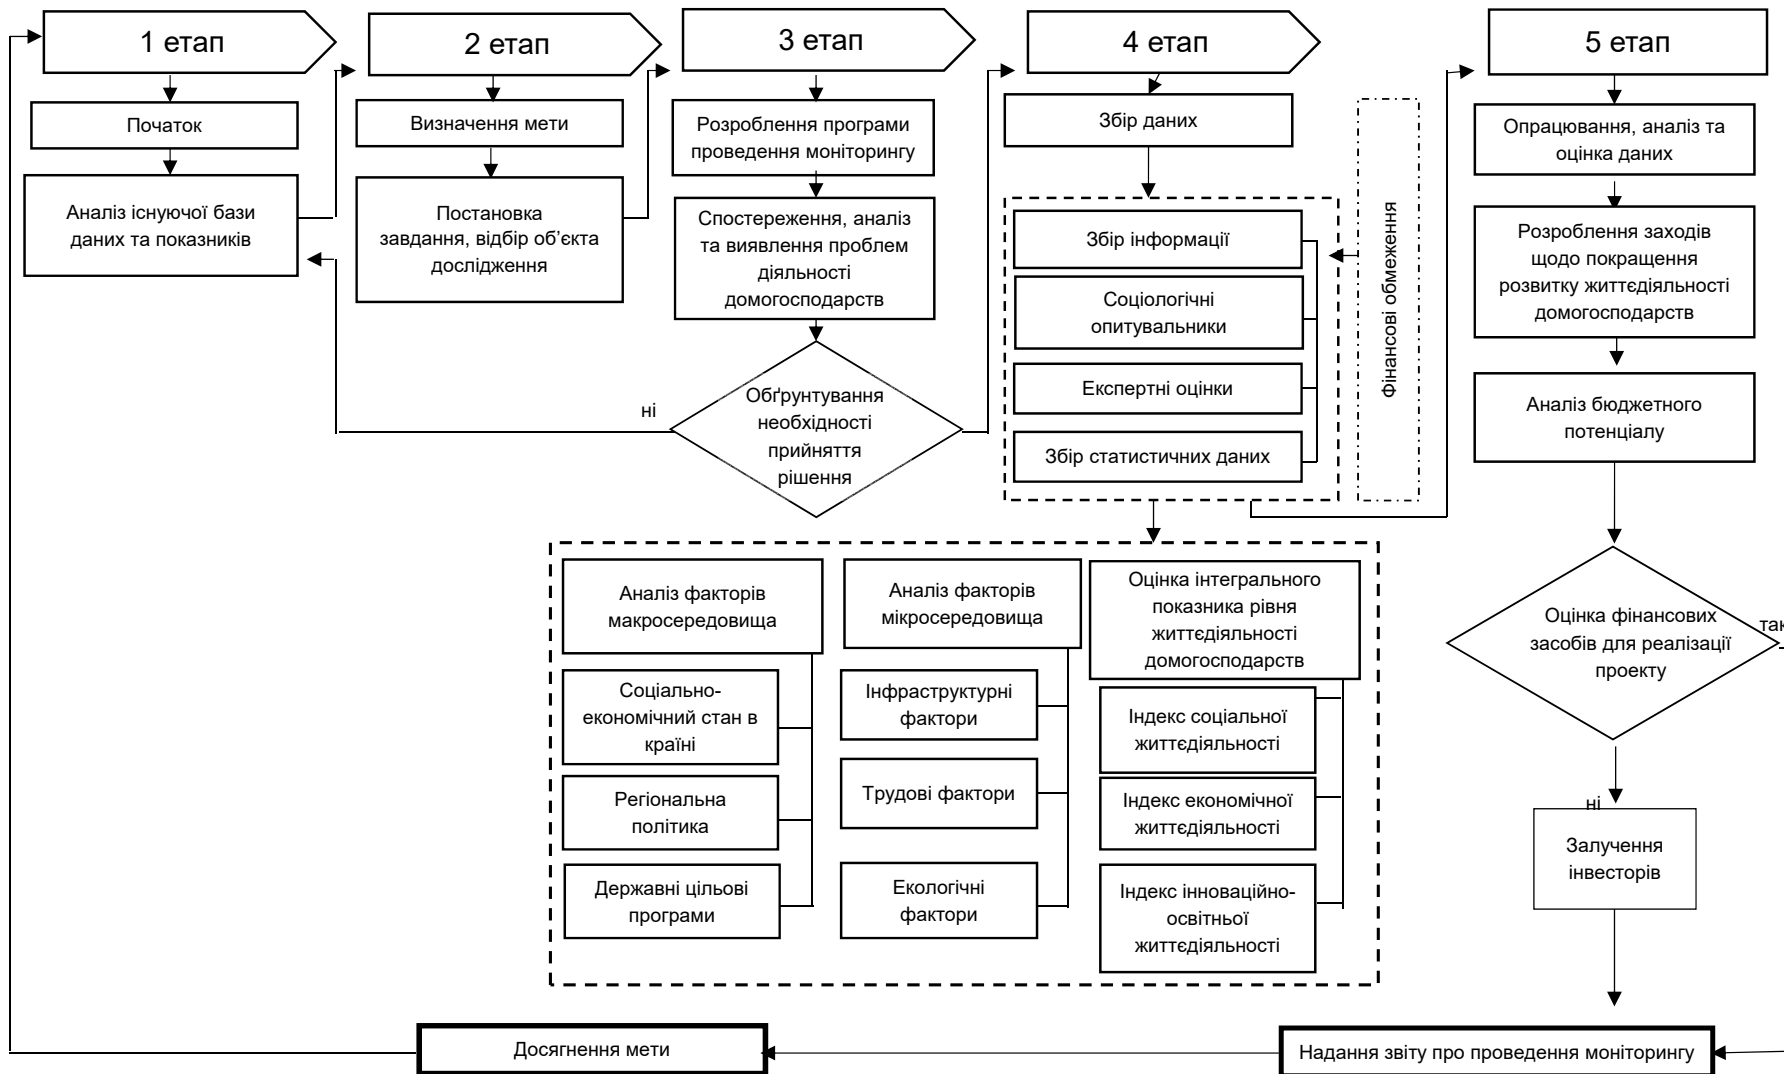 1 етап
Початок
Аналіз існуючої бази
даних та показників
2 етап
Визначення мети
Постановка
завдання, відбір об’єкта
дослідження
3 етап
Розроблення програми
проведення моніторингу
Спостереження, аналіз
та виявлення проблем
діяльності
домогосподарств
Обґрунтування
необхідності
прийняття
рішення
ні
4 етап
Збір даних
Збір інформації
Соціологічні
опитувальники
Експертні оцінки
Збір статистичних даних
Фінансові обмеження
Аналіз факторів
макросередовища
Соціально-
економічний стан в
країні
Регіональна
політика
Державні цільові
програми
Аналіз факторів
мікросередовища
Інфраструктурні
фактори
Трудові фактори
Екологічні
фактори
Оцінка інтегрального
показника рівня
життєдіяльності
домогосподарств
Індекс соціальної
життєдіяльності
Індекс економічної
життєдіяльності
Індекс інноваційно-
освітньої
життєдіяльності
5 етап
Опрацювання, аналіз та
оцінка даних
Розроблення заходів
щодо покращення
розвитку життєдіяльності
домогосподарств
Аналіз бюджетного
потенціалу
Оцінка фінансових
засобів для реалізації
проекту
так
ні
Залучення
інвесторів
Надання звіту про проведення моніторингу
Досягнення мети